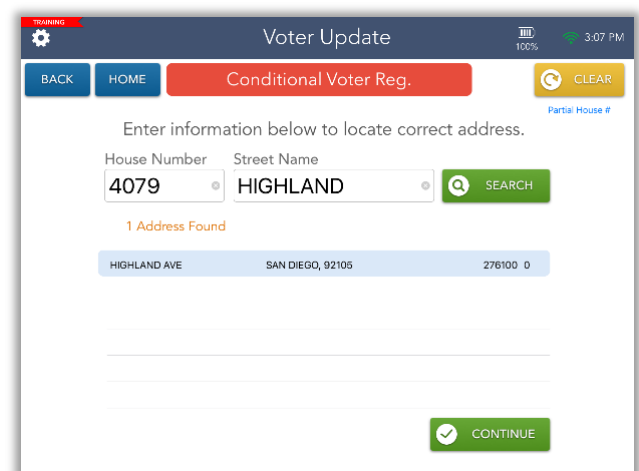 TRAINING
Voter Update
100%
3:07 PM
BACK
HOME
Conditional Voter Reg.
CLEAR
Partial House #
Enter information below to locate correct address.
House Number Street Name
4079 HIGHLAND SEARCH
1 Address Found
HIGHLAND AVE SAN DIEGO, 92105 276100 0
CONTINUE